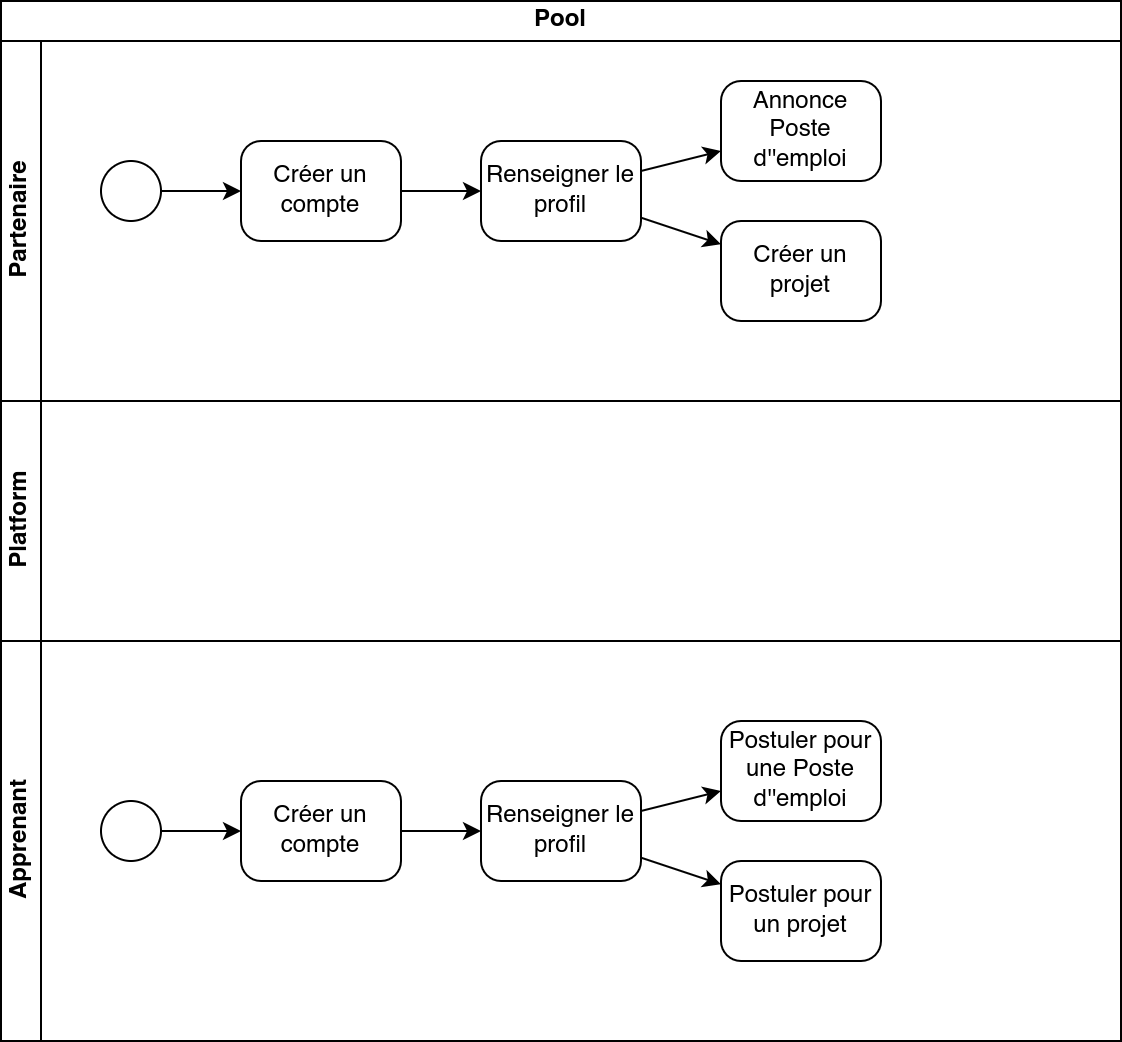 Pool
Partenaire
Créer un
compte
Renseigner le
profil
Annonce
Poste
d"emploi
Créer un
projet
Platform
Apprenant
Créer un
compte
Renseigner le
profil
Postuler pour
une Poste
d"emploi
Postuler pour
un projet